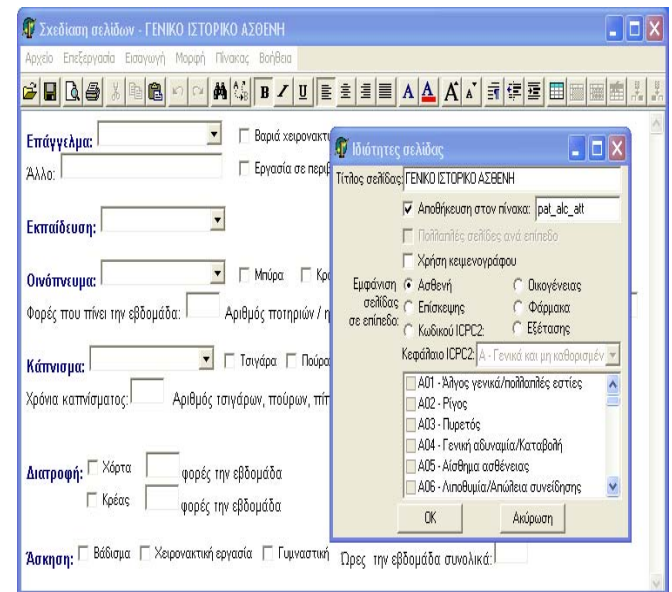 Σχεδίαση σελίδων - ΓΕΝΙΚΟ ΙΣΤΟΡΙΚΟ ΑΣΘΕΝΗ
Αρχείο Επεξεργασία Εισαγωγή Μορφή Πίνακας Βοήθεια
Επάγγελμα:
Βαριά χειρονακτι
Άλλο:
Εργασία σε περιβ
Εκπαίδευση:
Οινόπνευμα:
Μπύρα Κρ
Φορές που πίνει την εβδομάδα: Αριθμός ποτηριών / η
Κάπνισμα:
Τσιγάρα Πούρα
Χρόνια καπνίσματος: Αριθμός τσιγάρων, πούρων, πίπ
Διατροφή: Χόρτα φορές την εβδομάδα
Κρέας φορές την εβδομάδα
Άσκηση: Βάδισμα Χειρονακτική εργασία Γυμναστική Ώρες την εβδομάδα συνολικά:
Ιδιότητες σελίδας
Τίτλος σελίδας: ΓΕΝΙΚΟ ΙΣΤΟΡΙΚΟ ΑΣΘΕΝΗ
Αποθήκευση στον πίνακα: pat_alc_att
Πολλαπλές σελίδες ανά επίπεδο
Χρήση κειμενογράφου
Εμφάνιση σελίδας σε επίπεδο:
Ασθενή Οικογένειας
Επίσκεψης Φάρμακα
Κωδικού ICPC2: Εξέτασης
Κεφάλαιο ICPC2: A - Γενικά και μη καθορισμέν
A01 - Άλγος γενικά/πολλαπλές εστίες
A02 - Ρίγος
A03 - Πυρετός
A04 - Γενική αδυναμία/Καταβολή
A05 - Αίσθημα ασθένειας
A06 - Λιποθυμία/Απώλεια συνείδησης
OK Ακύρωση